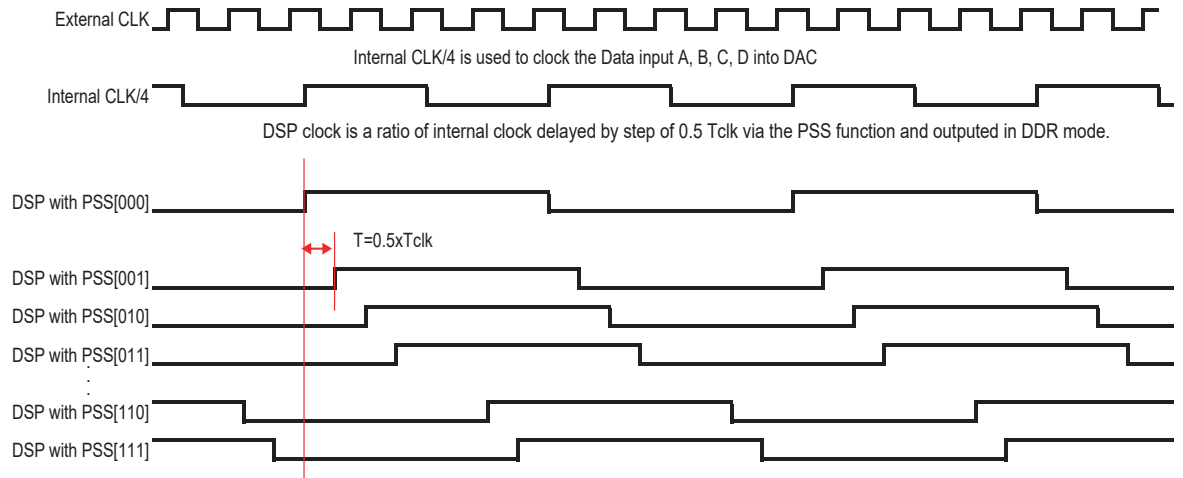 External CLK
Internal CLK/4 is used to clock the Data input A, B, C, D into DAC
Internal CLK/4
DSP clock is a ratio of internal clock delayed by step of 0.5 Tclk via the PSS function and outputed in DDR mode.
DSP with PSS[000]
T=0.5xTclk
DSP with PSS[001]
DSP with PSS[010]
DSP with PSS[011]
.
.
.
DSP with PSS[110]
DSP with PSS[111]